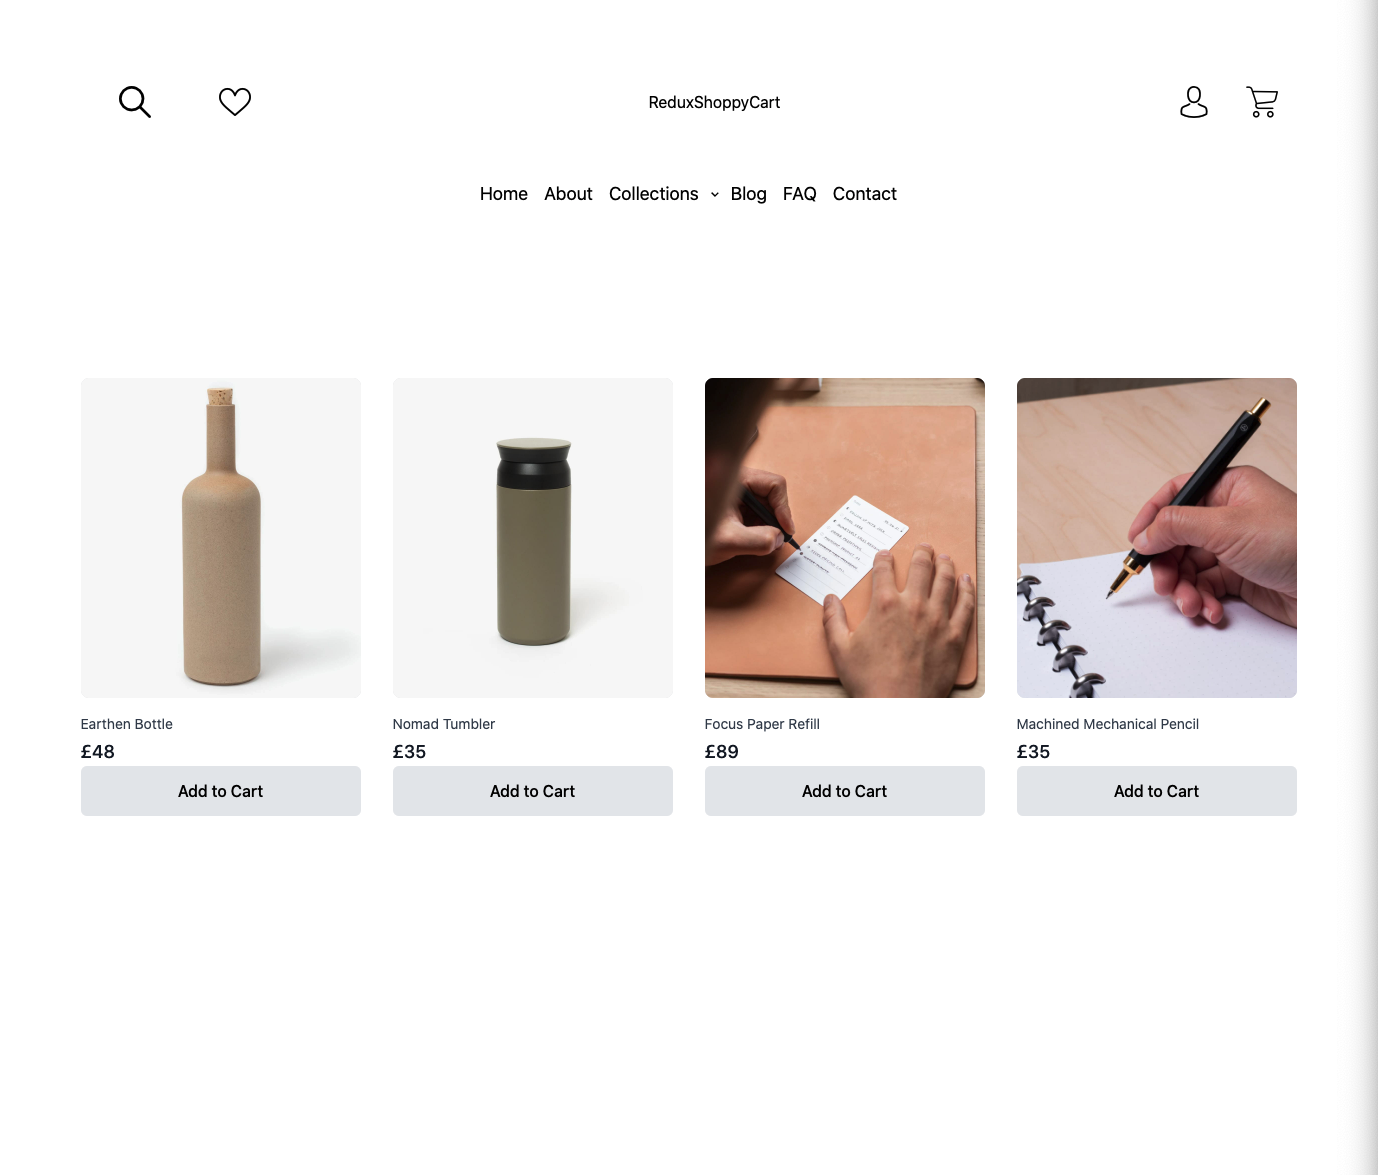 ReduxShoppyCart
Home About Collections Blog FAQ Contact
Earthen Bottle
£48
Add to Cart
Nomad Tumbler
£35
Add to Cart
Focus Paper Refill
£89
Add to Cart
Machined Mechanical Pencil
£35
Add to Cart